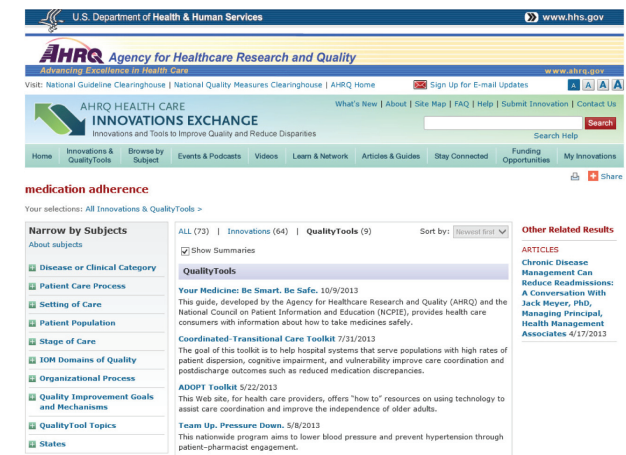 U.S. Department of Health & Human Services
www.hhs.gov
AHRQ Agency for Healthcare Research and Quality
Advancing Excellence in Health Care
www.ahrq.gov
Visit: National Guideline Clearinghouse | National Quality Measures Clearinghouse | AHRQ Home
Sign Up for E-mail Updates
A A A A
What's New | About | Site Map | FAQ | Help | Submit Innovation | Contact Us
AHRQ HEALTH CARE
INNOVATIONS EXCHANGE
Innovations and Tools to Improve Quality and Reduce Disparities
Search
Search Help
Home
Innovations &
QualityTools
Browse by
Subject
Events & Podcasts
Videos
Learn & Network
Articles & Guides
Stay Connected
Funding
Opportunities
My Innovations
Share
medication adherence
Your selections: All Innovations & QualityTools >
Narrow by Subjects
About subjects
Disease or Clinical Category
Patient Care Process
Setting of Care
Patient Population
Stage of Care
IOM Domains of Quality
Organizational Process
Quality Improvement Goals
and Mechanisms
QualityTool Topics
States
ALL (73) | Innovations (64) | QualityTools (9)
Sort by: Newest first
Show Summaries
QualityTools
Your Medicine: Be Smart. Be Safe. 10/9/2013
This guide, developed by the Agency for Healthcare Research and Quality (AHRQ) and the
National Council on Patient Information and Education (NCPIE), provides health care
consumers with information about how to take medicines safely.
Coordinated-Transitional Care Toolkit 7/31/2013
The goal of this toolkit is to help hospital systems that serve populations with high rates of
patient dispersion, cognitive impairment, and vulnerability improve care coordination and
postdischarge outcomes such as reduced medication discrepancies.
ADOPT Toolkit 5/22/2013
This Web site, for health care providers, offers "how to" resources on using technology to
assist care coordination and improve the independence of older adults.
Team Up. Pressure Down. 5/8/2013
This nationwide program aims to lower blood pressure and prevent hypertension through
patient–pharmacist engagement.
Other Related Results
ARTICLES
Chronic Disease
Management Can
Reduce Readmissions:
A Conversation With
Jack Meyer, PhD,
Managing Principal,
Health Management
Associates 4/17/2013